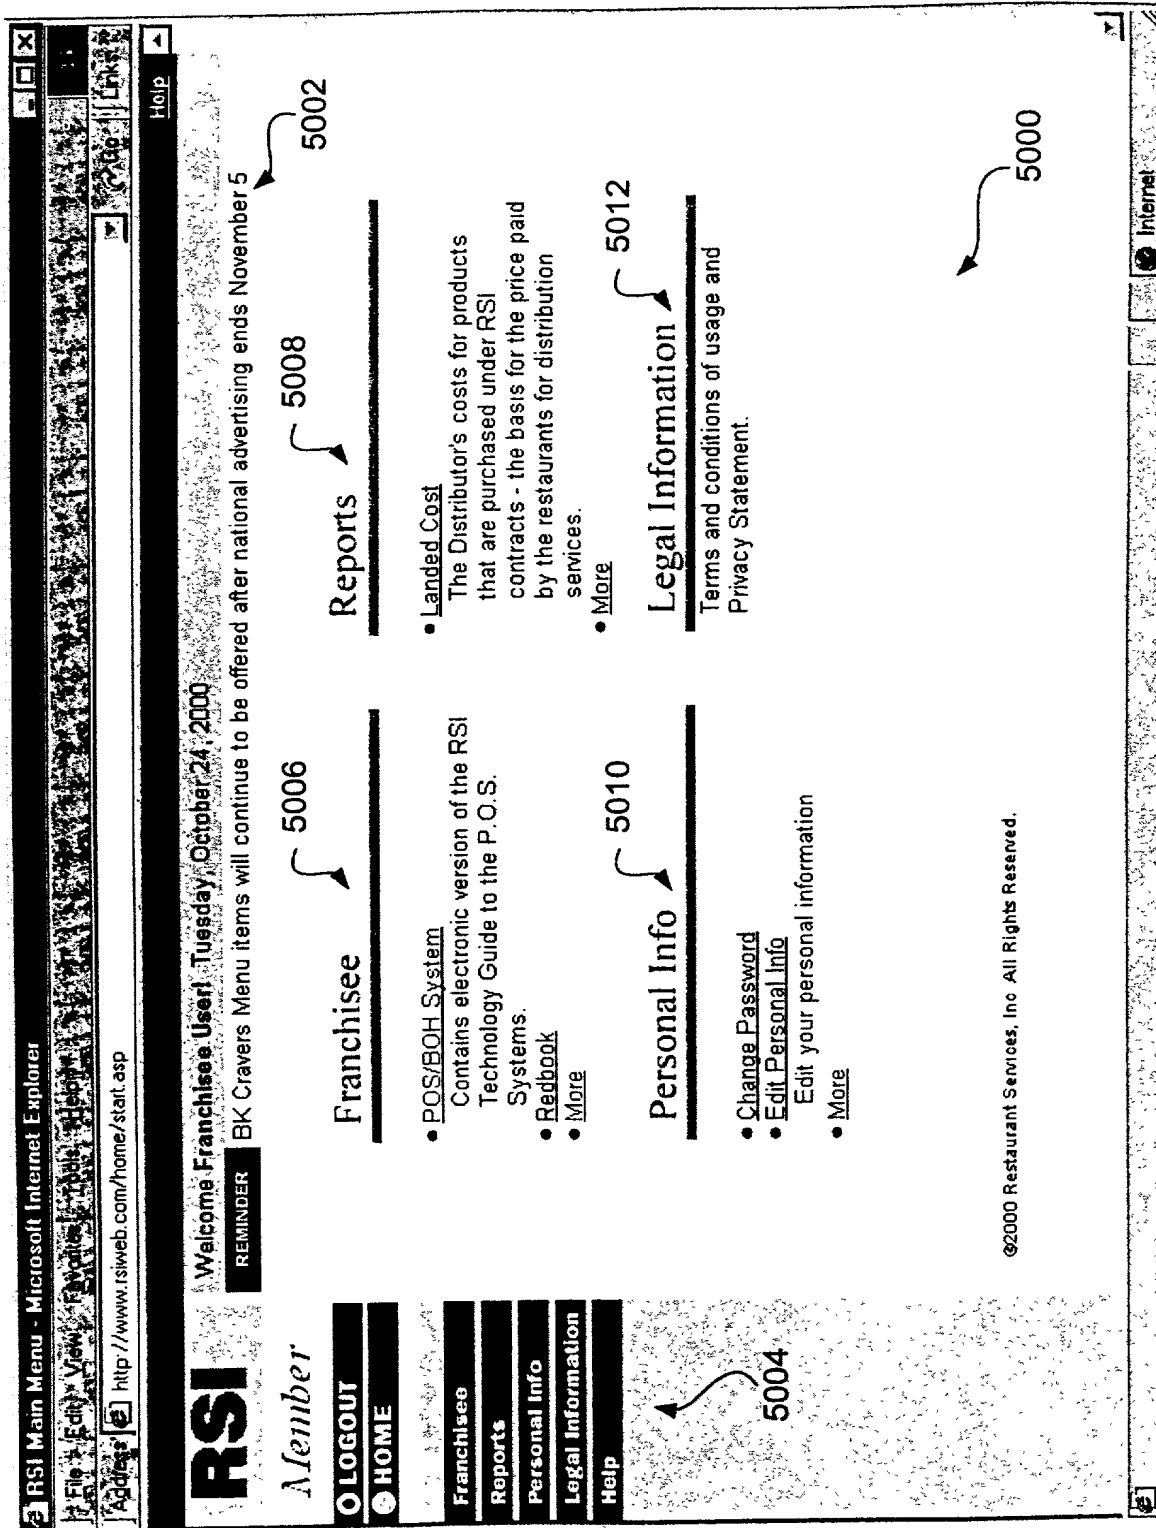 RSI Main Menu - Microsoft Internet Explorer
File Edit View Favorites Tools Help
Address http://www.rsiweb.com/home/start.asp Go Links
Help
RSI
Welcome Franchisee User! Tuesday, October 24, 2000
REMINDER BK Cravers Menu items will continue to be offered after national advertising ends November 5
5002
Member
LOGOUT
HOME
Franchisee
Reports
Personal Info
Legal Information
Help
5004
5006
Franchisee
• POS/BOH System
Contains electronic version of the RSI
Technology Guide to the P.O.S.
Systems.
• Redbook
• More
5008
Reports
• Landed Cost
The Distributor's costs for products
that are purchased under RSI
contracts - the basis for the price paid
by the restaurants for distribution
services.
• More
5010
Personal Info
• Change Password
• Edit Personal Info
Edit your personal information
• More
5012
Legal Information
Terms and conditions of usage and
Privacy Statement.
5000
©2000 Restaurant Services, Inc. All Rights Reserved.
Internet